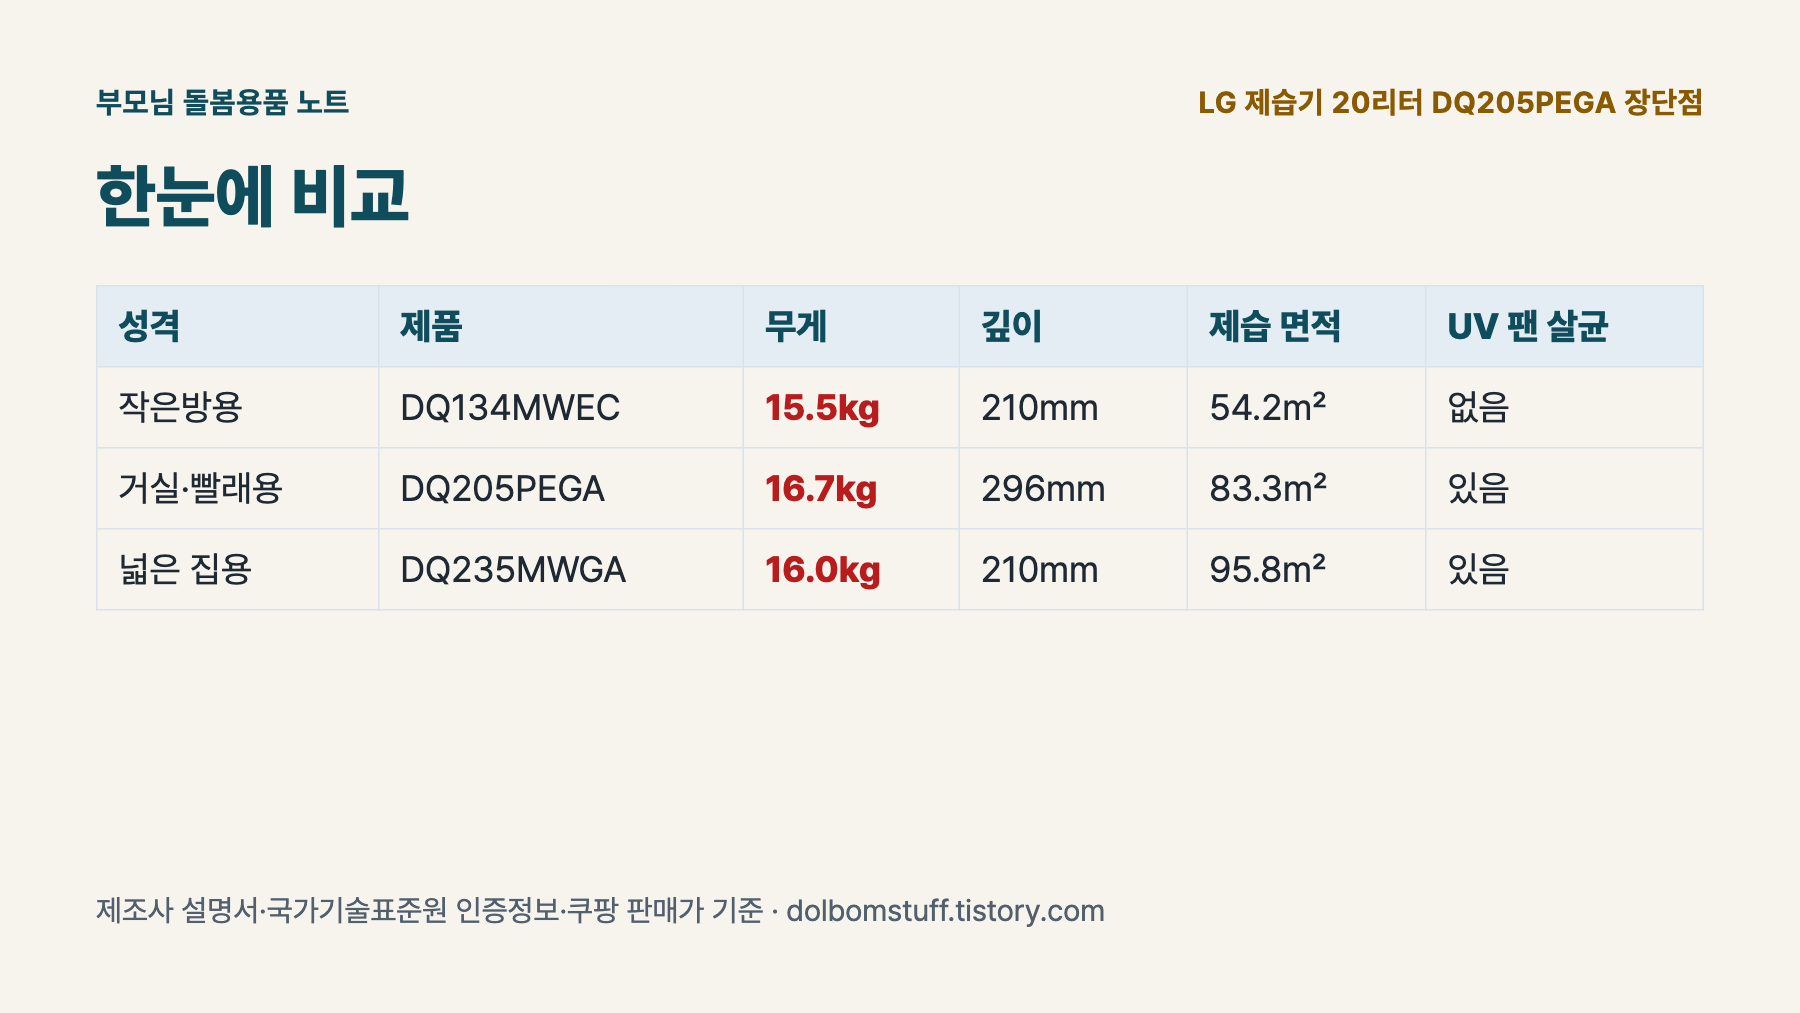 부모님 돌봄용품 노트
LG 제습기 20리터 DQ205PEGA 장단점
한눈에 비교
성격 제품 무게 깊이 제습 면적 UV 팬 살균
작은방용 DQ134MWEC 15.5kg 210mm 54.2m² 없음
거실·빨래용 DQ205PEGA 16.7kg 296mm 83.3m² 있음
넓은 집용 DQ235MWGA 16.0kg 210mm 95.8m² 있음
제조사 설명서·국가기술표준원 인증정보·쿠팡 판매가 기준 · dolbomstuff.tistory.com